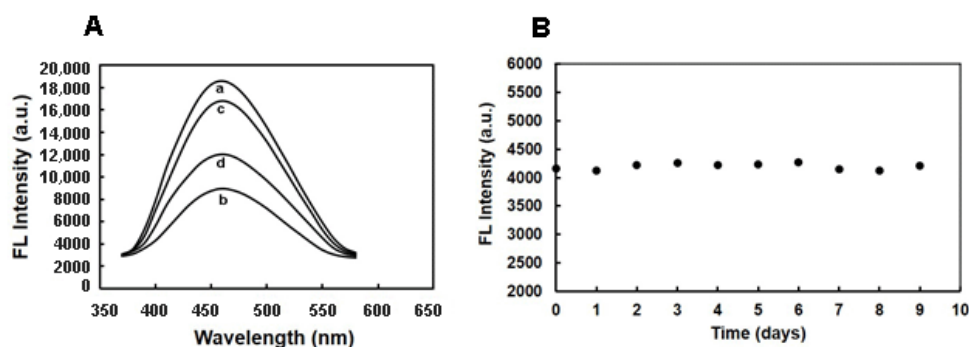 A
FL Intensity (a.u.)
20,000
18,000
16,000
14,000
12,000
10,000
8000
6000
4000
2000
0
a
c
d
b
350 400 450 500 550 600 650
Wavelength (nm)
B
FL Intensity (a.u.)
6000
5500
5000
4500
4000
3500
3000
2500
2000
0 1 2 3 4 5 6 7 8 9 10
Time (days)